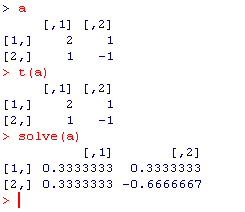 > a
     [,1] [,2]
[1,]    2    1
[2,]    1   -1
> t(a)
     [,1] [,2]
[1,]    2    1
[2,]    1   -1
> solve(a)
          [,1]       [,2]
[1,] 0.3333333  0.3333333
[2,] 0.3333333 -0.6666667
>